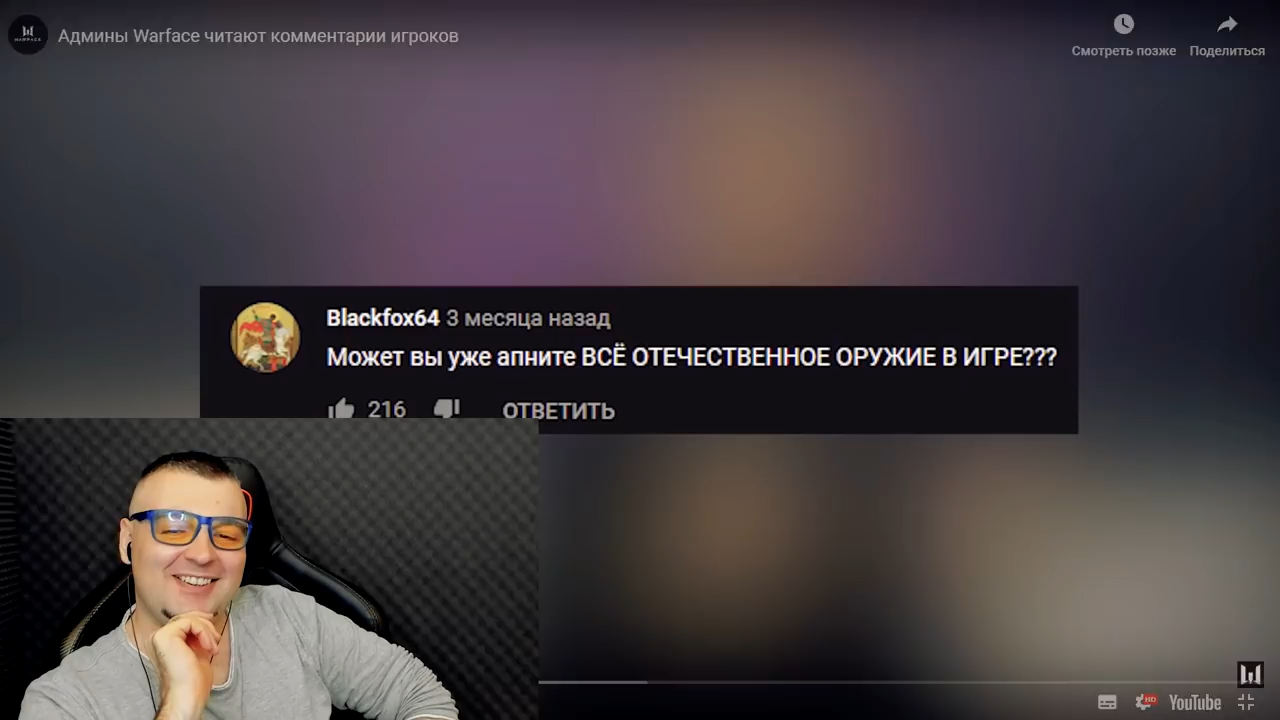 Админы Warface читают комментарии игроков
Смотреть позже
Поделиться
Blackfox64 3 месяца назад
Может вы уже апните ВСЁ ОТЕЧЕСТВЕННОЕ ОРУЖИЕ В ИГРЕ???
216
ОТВЕТИТЬ
HD
YouTube